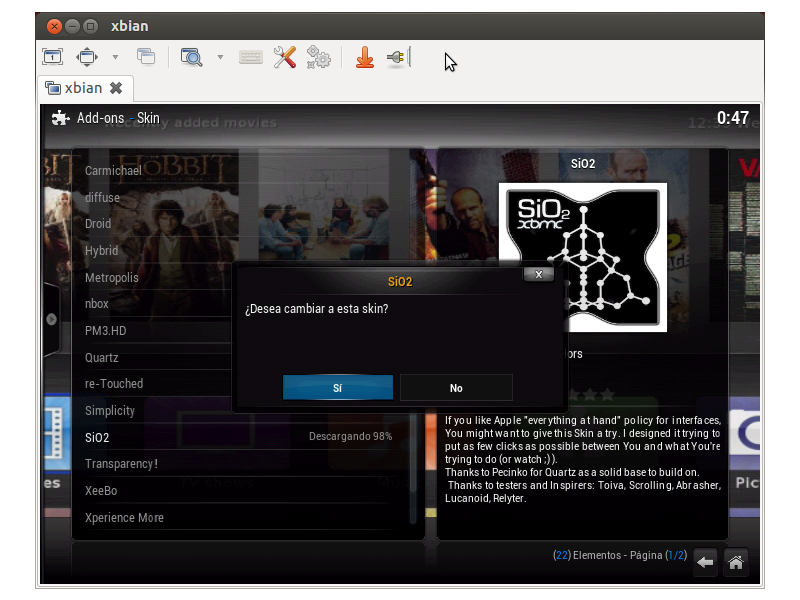 xbian
xbian
Add-ons - Skin
Recently added movies
0:47
12:30
HOBBIT
Carmichael
diffuse
Droid
Hybrid
Metropolis
nbox
PM3.HD
Quartz
re-Touched
Simplicity
SiO2
Descargando 98%
Transparency!
XeeBo
Xperience More
SiO2
SiO2
xbmc
SiO2
x
¿Desea cambiar a esta skin?
Sí
No
If you like Apple "everything at hand" policy for interfaces,
You might want to give this Skin a try. I designed it trying to
put as few clicks as possible between You and what You're
trying to do (or watch ;) ).
Thanks to Pecinko for Quartz as a solid base to build on.
Thanks to testers and Inspirers: Toiva, Scrolling, Abrasher,
Lucanoid, Relyter.
TV shows
(22) Elementos - Página (1/2)